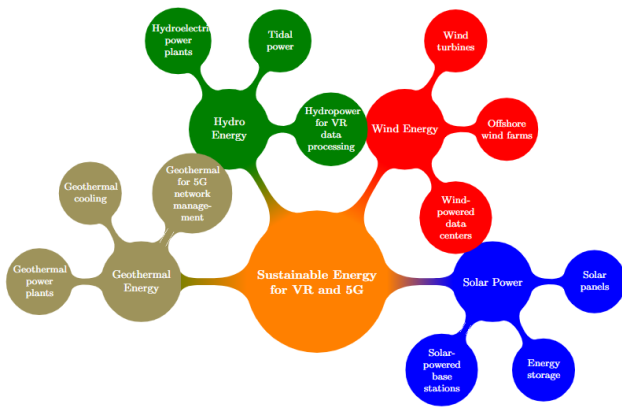 Hydroelectric
power
plants
Tidal
power
Hydro
Energy
Hydropower
for VR
data
processing
Wind
turbines
Wind Energy
Offshore
wind farms
Wind-
powered
data
centers
Geothermal
cooling
Geothermal
for 5G
network
manage-
ment
Geothermal
power
plants
Geothermal
Energy
Sustainable Energy
for VR and 5G
Solar Power
Solar
panels
Solar-
powered
base
stations
Energy
storage